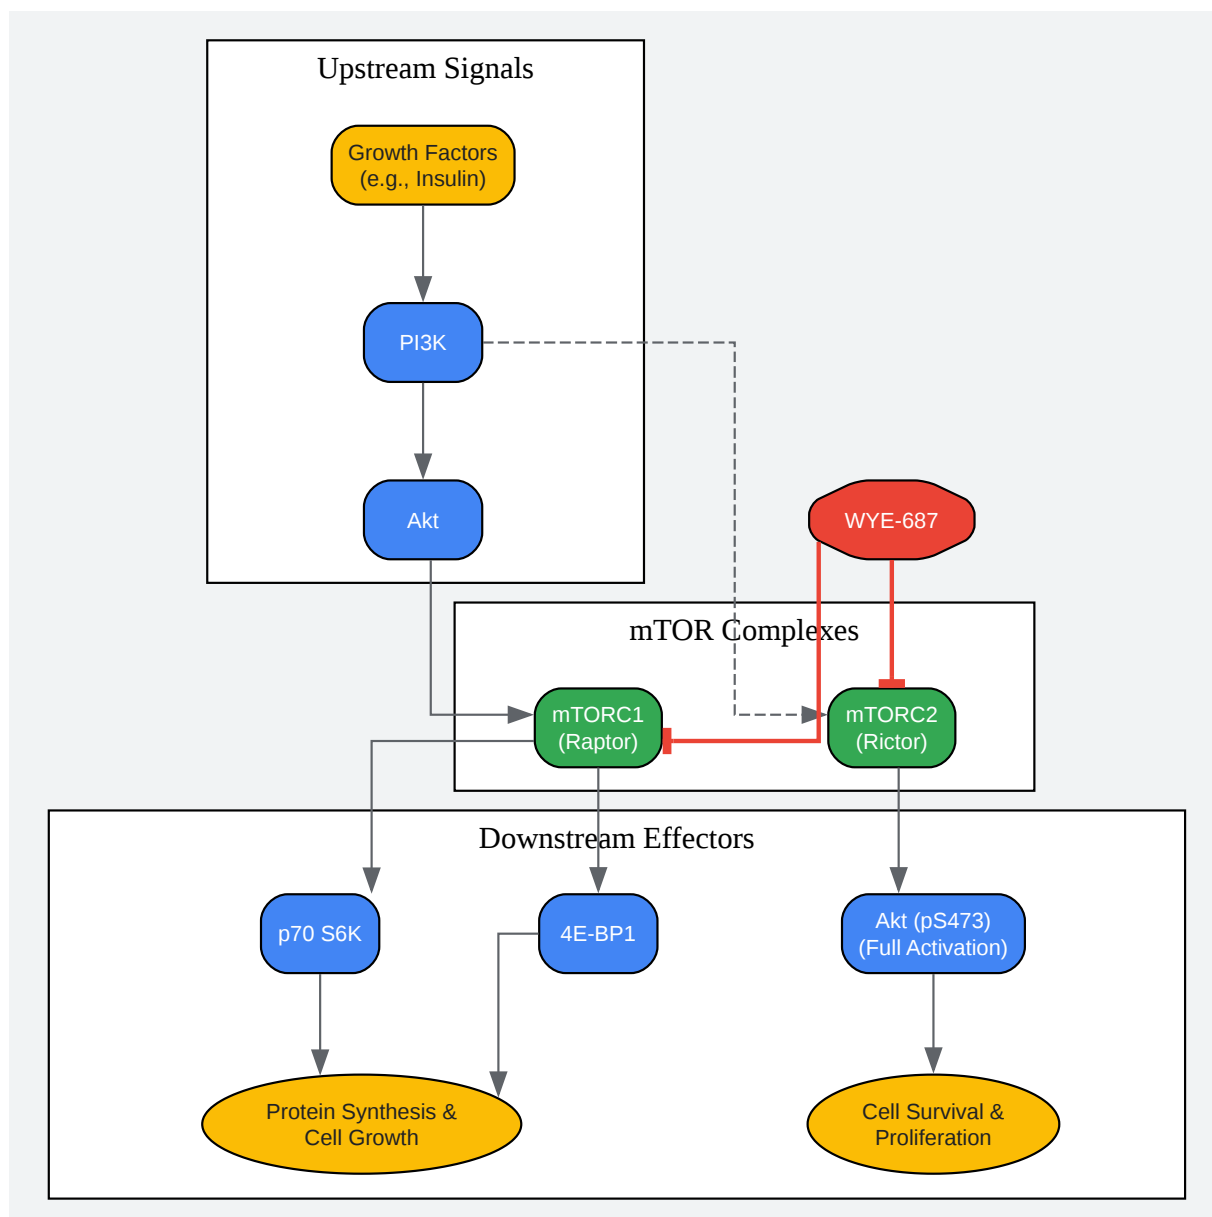 Upstream Signals
Growth Factors
(e.g., Insulin)
PI3K
Akt
WYE-687
mTOR Complexes
mTORC1
(Raptor)
mTORC2
(Rictor)
Downstream Effectors
p70 S6K
4E-BP1
Akt (pS473)
(Full Activation)
Protein Synthesis &
Cell Growth
Cell Survival &
Proliferation